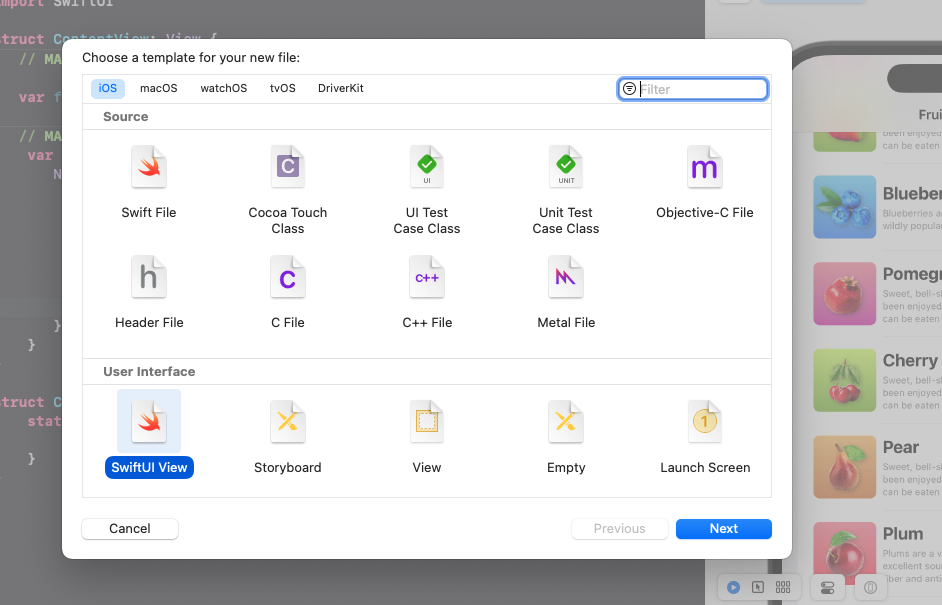 import SwiftUI
struct ContentView: View {
// MA
var f
// MA
var
N
}
}
struct C
stat
}
Choose a template for your new file:
iOS macOS watchOS tvOS DriverKit Filter
Source
C
UI
UNIT
m
Swift File
Cocoa Touch Class
UI Test Case Class
Unit Test Case Class
Objective-C File
h
C
C++
Header File
C File
C++ File
Metal File
User Interface
1
SwiftUI View
Storyboard
View
Empty
Launch Screen
Cancel Previous Next
Frui
been enjoyed
can be eaten
Blueber
Blueberries a
wildly popula
Pomeg
Sweet, bell-s
been enjoyed
can be eaten
Cherry
Sweet, bell-s
been enjoyed
can be eaten
Pear
Sweet, bell-s
been enjoyed
can be eaten
Plum
Plums are a v
excellent sou
fiber and anti